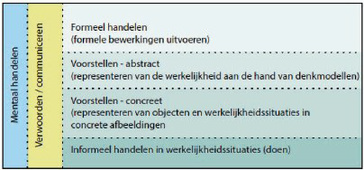 Mentaal handelen
Verwoorden / communiceren
Formeel handelen
(formele bewerkingen uitvoeren)
Voorstellen - abstract
(representeren van de werkelijkheid aan de hand van denkmodellen)
Voorstellen - concreet
(representeren van objecten en werkelijkheidssituaties in
concrete afbeeldingen
Informeel handelen in werkelijkheidssituaties (doen)